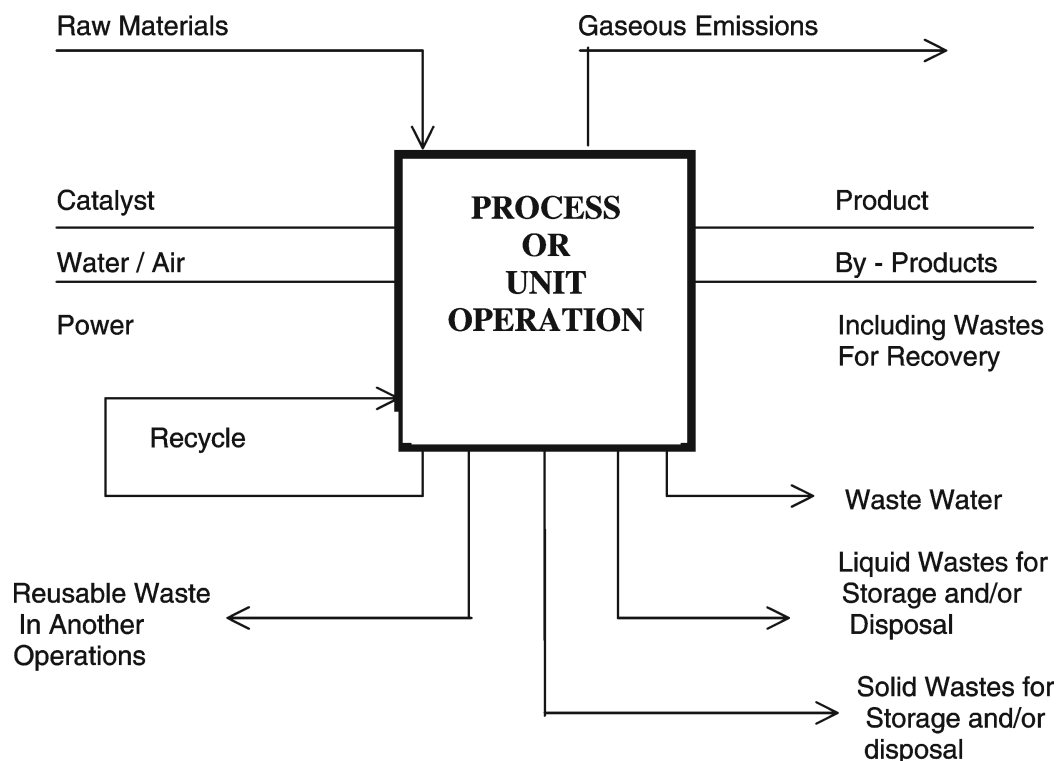 Raw Materials
Gaseous Emissions
PROCESS
OR
UNIT
OPERATION
Catalyst
Water / Air
Power
Product
By - Products
Including Wastes
For Recovery
Recycle
Waste Water
Reusable Waste
In Another
Operations
Liquid Wastes for
Storage and/or
Disposal
Solid Wastes for
Storage and/or
disposal